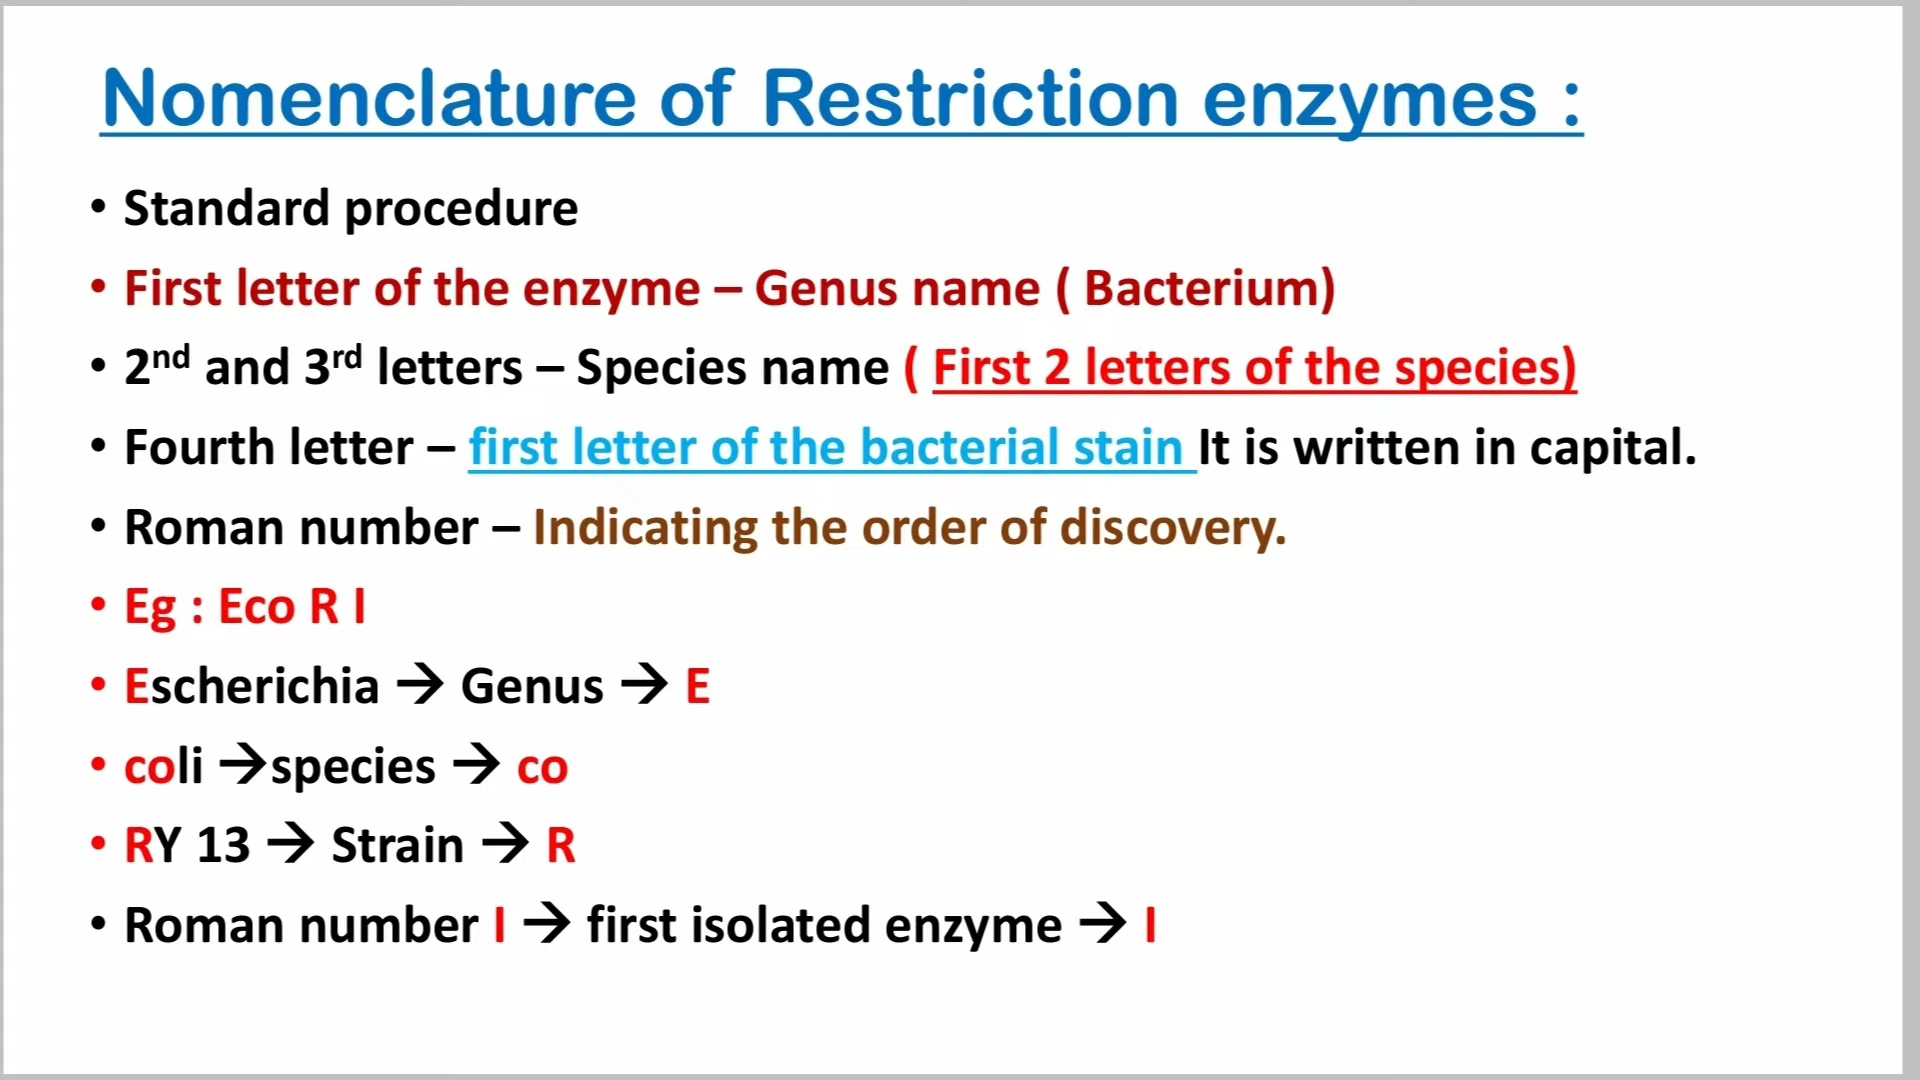 Nomenclature of Restriction enzymes :
• Standard procedure
• First letter of the enzyme – Genus name ( Bacterium)
• 2nd and 3rd letters – Species name ( First 2 letters of the species)
• Fourth letter – first letter of the bacterial stain It is written in capital.
• Roman number – Indicating the order of discovery.
• Eg : Eco R I
• Escherichia → Genus → E
• coli →species → co
• RY 13 → Strain → R
• Roman number I → first isolated enzyme → I